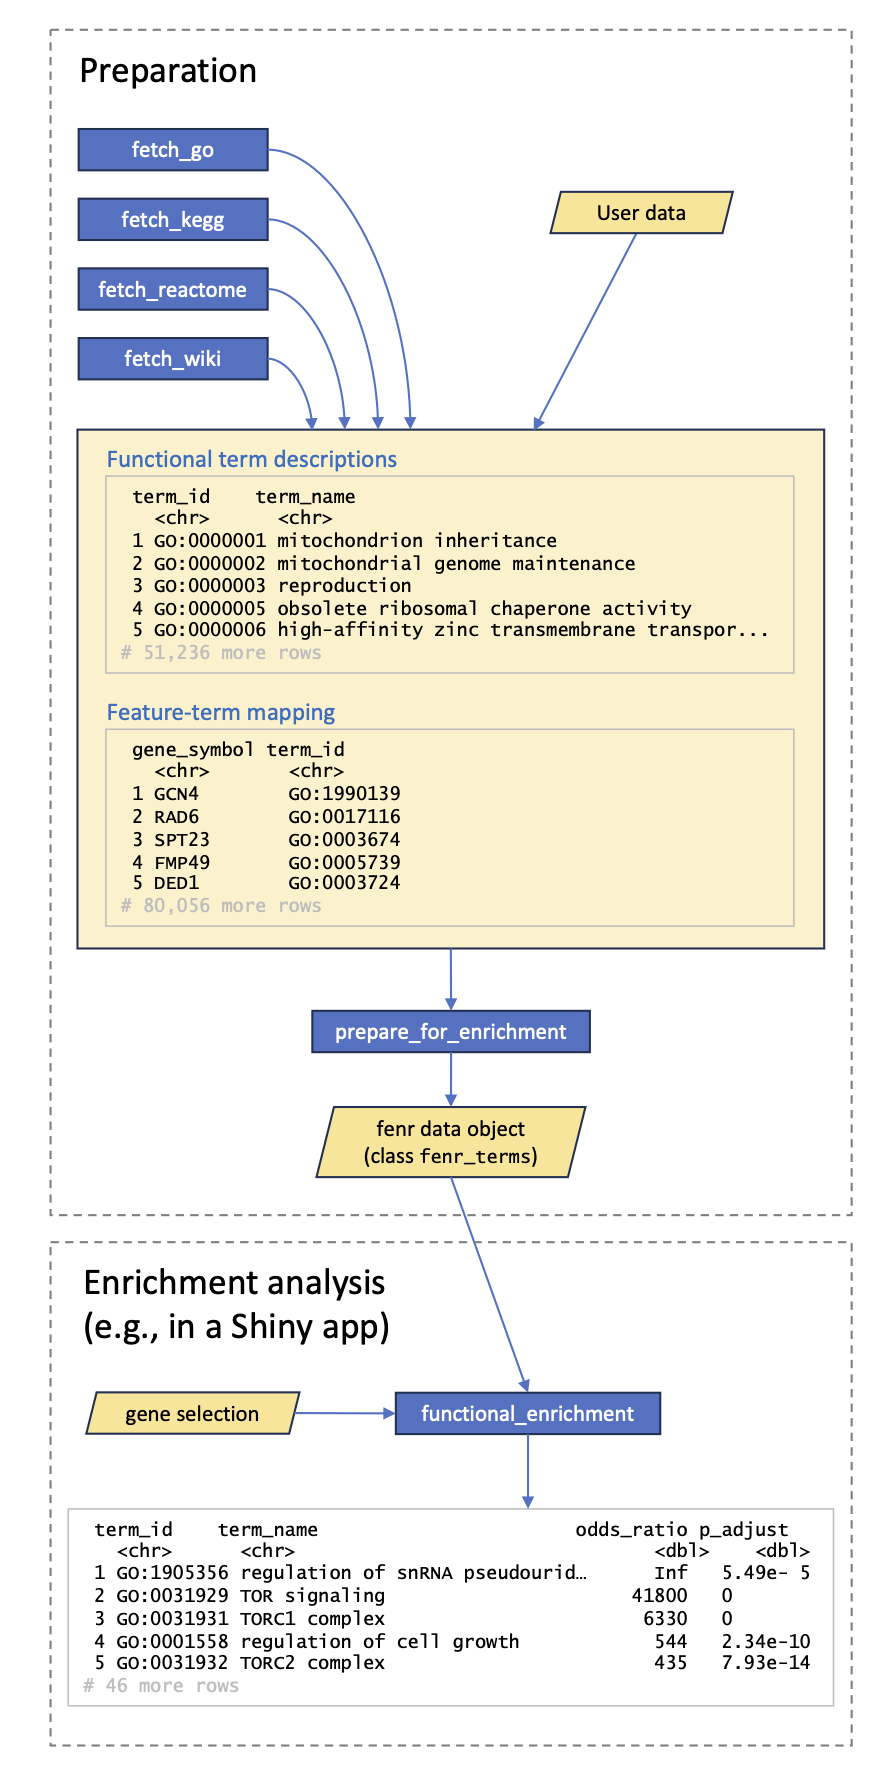 Preparation
fetch_go
fetch_kegg
User data
fetch_reactome
fetch_wiki
Functional term descriptions
term_id    term_name
<chr>      <chr>
1 GO:0000001 mitochondrion inheritance
2 GO:0000002 mitochondrial genome maintenance
3 GO:0000003 reproduction
4 GO:0000005 obsolete ribosomal chaperone activity
5 GO:0000006 high-affinity zinc transmembrane transpor...
# 51,236 more rows
Feature-term mapping
gene_symbol term_id
<chr>       <chr>
1 GCN4        GO:1990139
2 RAD6        GO:0017116
3 SPT23       GO:0003674
4 FMP49       GO:0005739
5 DED1        GO:0003724
# 80,056 more rows
prepare_for_enrichment
fenr data object
(class fenr_terms)
Enrichment analysis
(e.g., in a Shiny app)
gene selection
functional_enrichment
term_id    term_name                       odds_ratio p_adjust
<chr>      <chr>                                <dbl>    <dbl>
1 GO:1905356 regulation of snRNA pseudourid…      Inf   5.49e- 5
2 GO:0031929 TOR signaling                      41800   0
3 GO:0031931 TORC1 complex                       6330   0
4 GO:0001558 regulation of cell growth            544   2.34e-10
5 GO:0031932 TORC2 complex                        435   7.93e-14
# 46 more rows